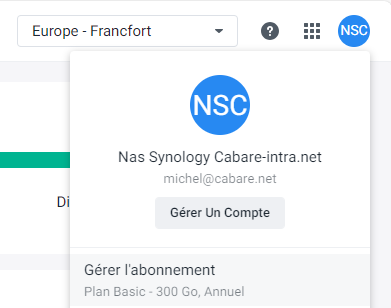 Europe - Francfort
?
NSC
NSC
Nas Synology Cabare-intra.net
michel@cabare.net
Gérer Un Compte
Di
Gérer l'abonnement
Plan Basic - 300 Go, Annuel